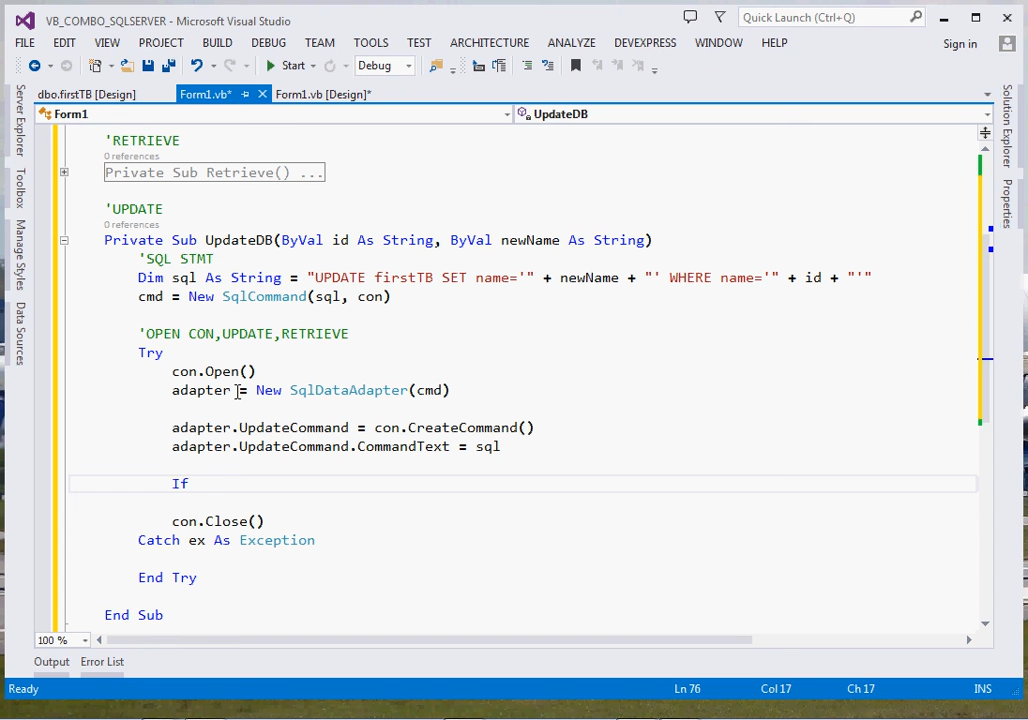 VB_COMBO_SQLSERVER - Microsoft Visual Studio
Quick Launch (Ctrl+Q)
FILE EDIT VIEW PROJECT BUILD DEBUG TEAM TOOLS TEST ARCHITECTURE ANALYZE DEVEXPRESS WINDOW HELP Sign in
Start Debug
dbo.firstTB [Design] Form1.vb* Form1.vb [Design]*
Form1 UpdateDB
Server Explorer
Toolbox
Manage Styles
Data Sources
Solution Explorer
Properties
'RETRIEVE
0 references
Private Sub Retrieve() ...
'UPDATE
0 references
Private Sub UpdateDB(ByVal id As String, ByVal newName As String)
'SQL STMT
Dim sql As String = "UPDATE firstTB SET name='" + newName + "' WHERE name='" + id + "'"
cmd = New SqlCommand(sql, con)
'OPEN CON,UPDATE,RETRIEVE
Try
con.Open()
adapter = New SqlDataAdapter(cmd)
adapter.UpdateCommand = con.CreateCommand()
adapter.UpdateCommand.CommandText = sql
If
con.Close()
Catch ex As Exception
End Try
End Sub
100 %
Output Error List
Ready Ln 76 Col 17 Ch 17 INS